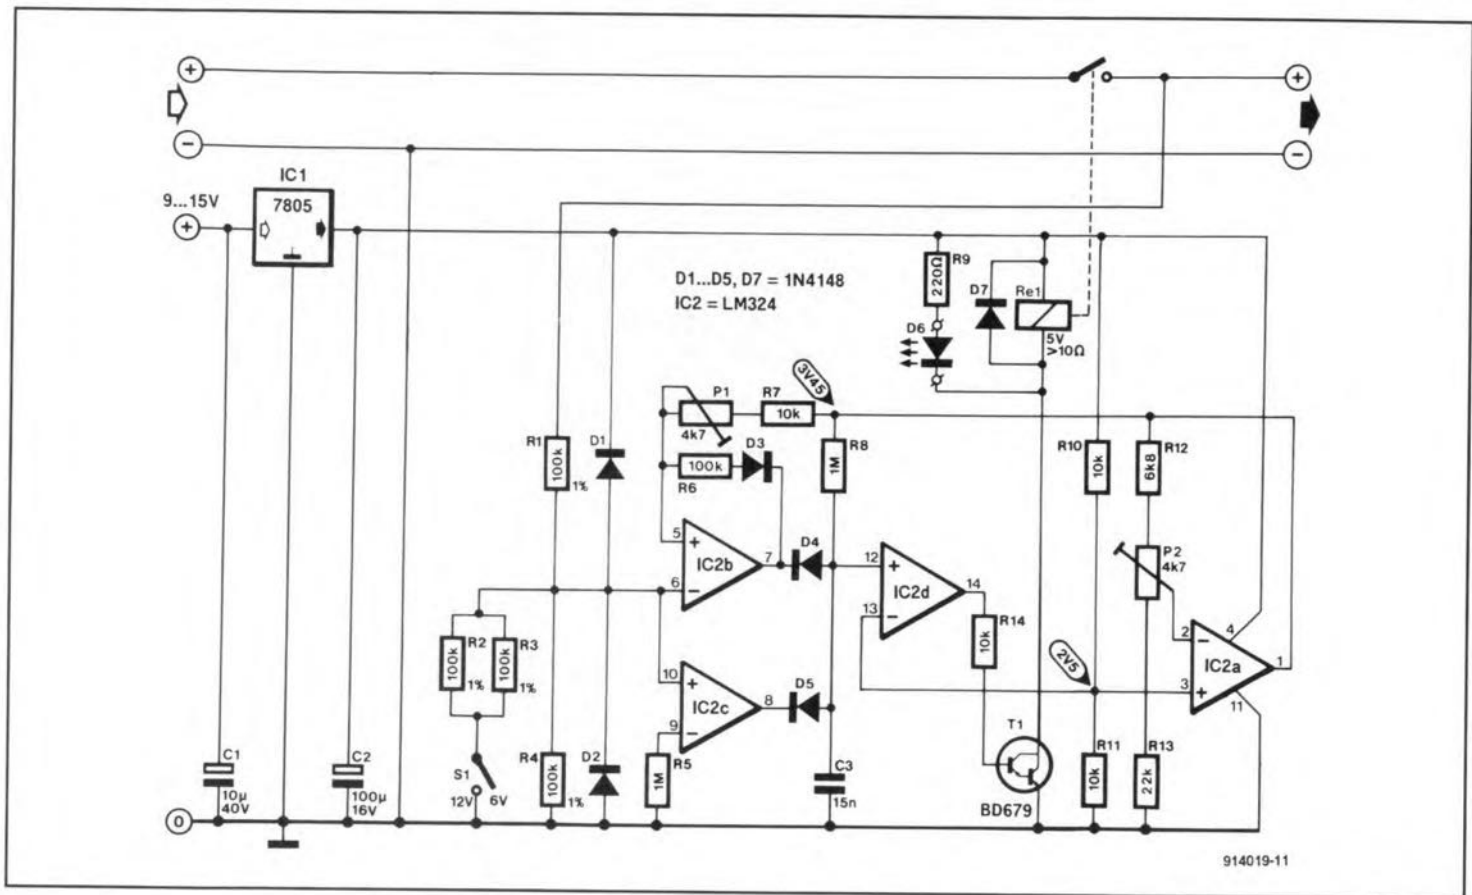 +
+
−
−
IC1
7805
9...15V
+
R9
220Ω
D1...D5, D7 = 1N4148
IC2 = LM324
D7
Re1
5V
>10Ω
D6
3V45
P1
4k7
R7
10k
R1
100k
1%
D1
D3
100k
R6
R8
1M
R10
10k
R12
6k8
5
+
IC2b
7
6
−
D4
12
+
IC2d
14
13
−
P2
4k7
R2
100k
1%
R3
100k
1%
R14
10k
2
−
4
IC2a
1
3
+
11
2V5
10
+
IC2c
8
9
−
D5
T1
BD679
C1
10µ
40V
C2
100µ
16V
S1
12V
6V
R4
100k
1%
D2
R5
1M
C3
15n
R11
10k
R13
22k
0
914019-11